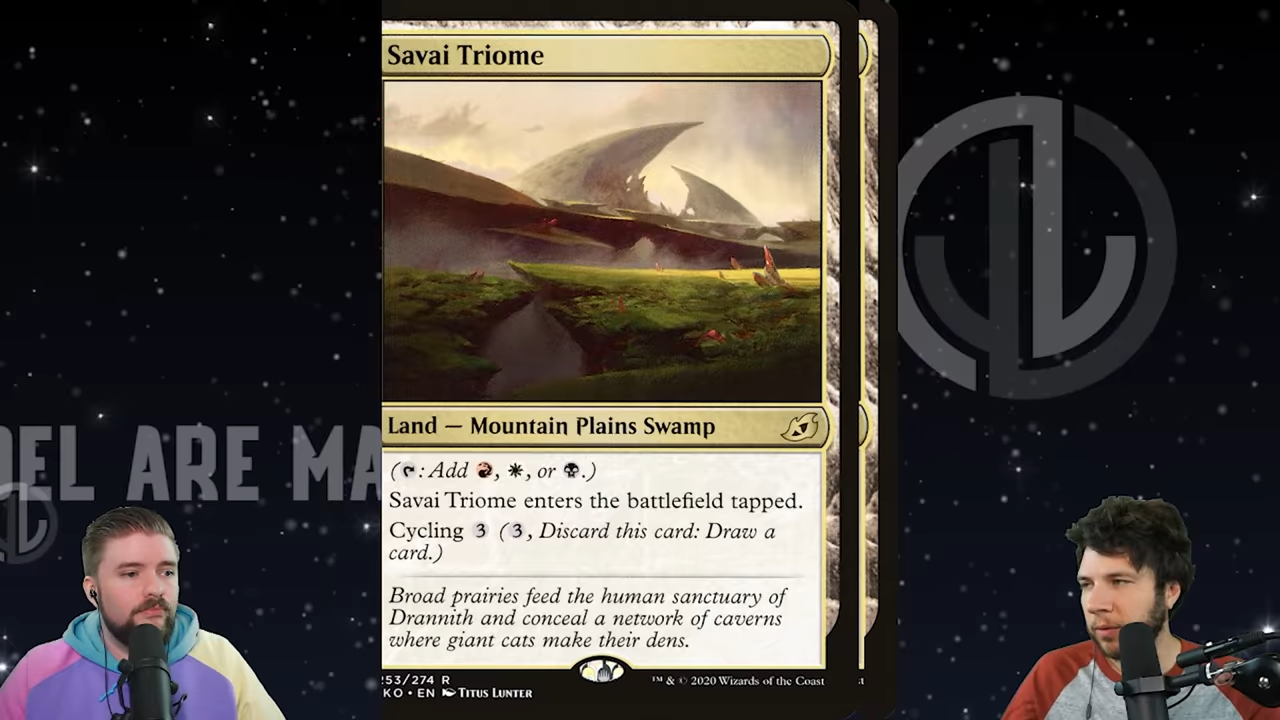 Savai Triome
Land — Mountain Plains Swamp
( : Add , , or .)
Savai Triome enters the battlefield tapped.
Cycling 3 (3, Discard this card: Draw a
card.)
Broad prairies feed the human sanctuary of
Drannith and conceal a network of caverns
where giant cats make their dens.
253/274 R
KO • EN Titus Lunter
™ & © 2020 Wizards of the Coast
DEL ARE MA